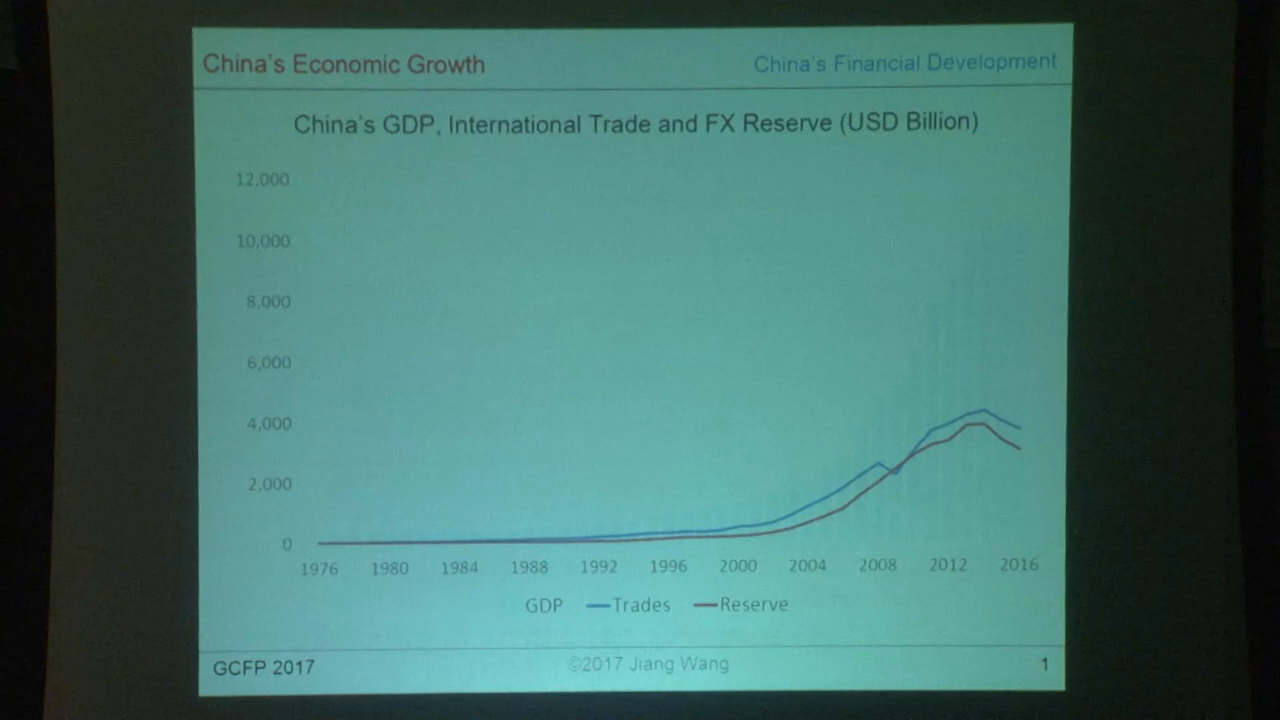 China's Economic Growth
China's Financial Development
China's GDP, International Trade and FX Reserve (USD Billion)
12,000
10,000
8,000
6,000
4,000
2,000
0
1976 1980 1984 1988 1992 1996 2000 2004 2008 2012 2016
GDP Trades Reserve
GCFP 2017
©2017 Jiang Wang
1